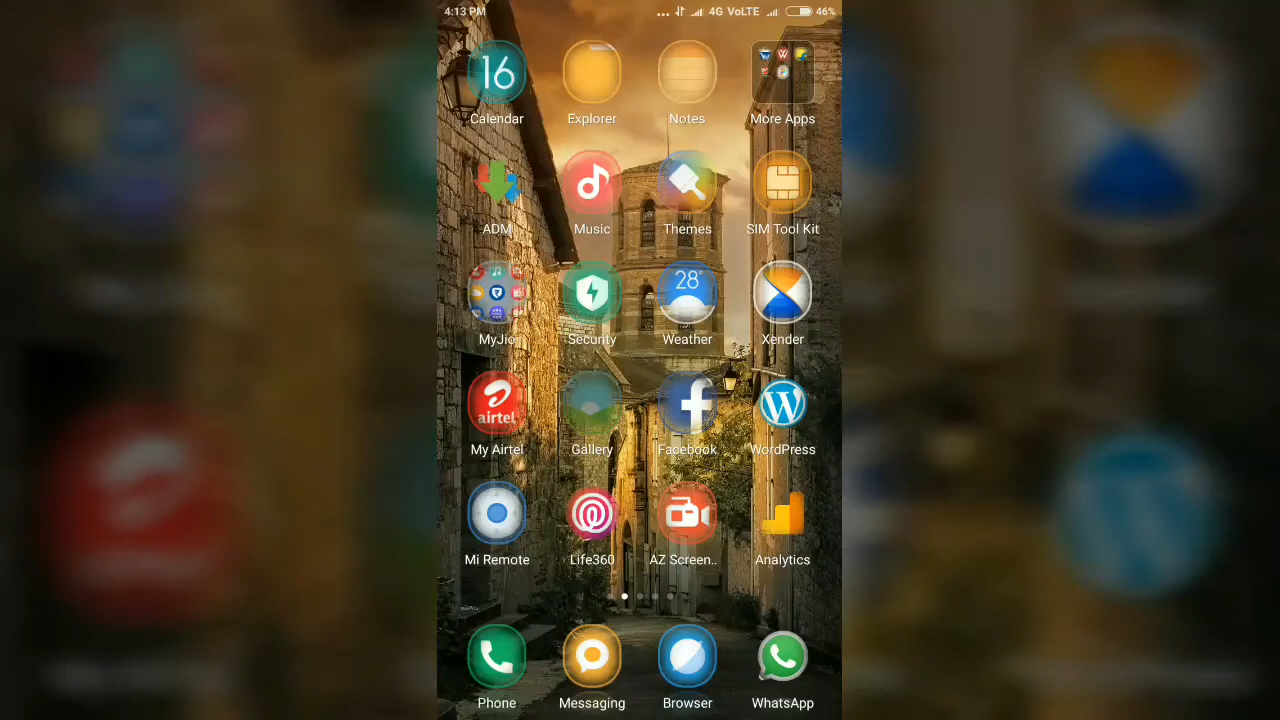 4:13 PM ... 4G VoLTE 46%
16
Calendar Explorer Notes More Apps
ADM Music Themes SIM Tool Kit
28°
MyJio Security Weather Xender
airtel
My Airtel Gallery Facebook WordPress
Mi Remote Life360 AZ Screen.. Analytics
Phone Messaging Browser WhatsApp